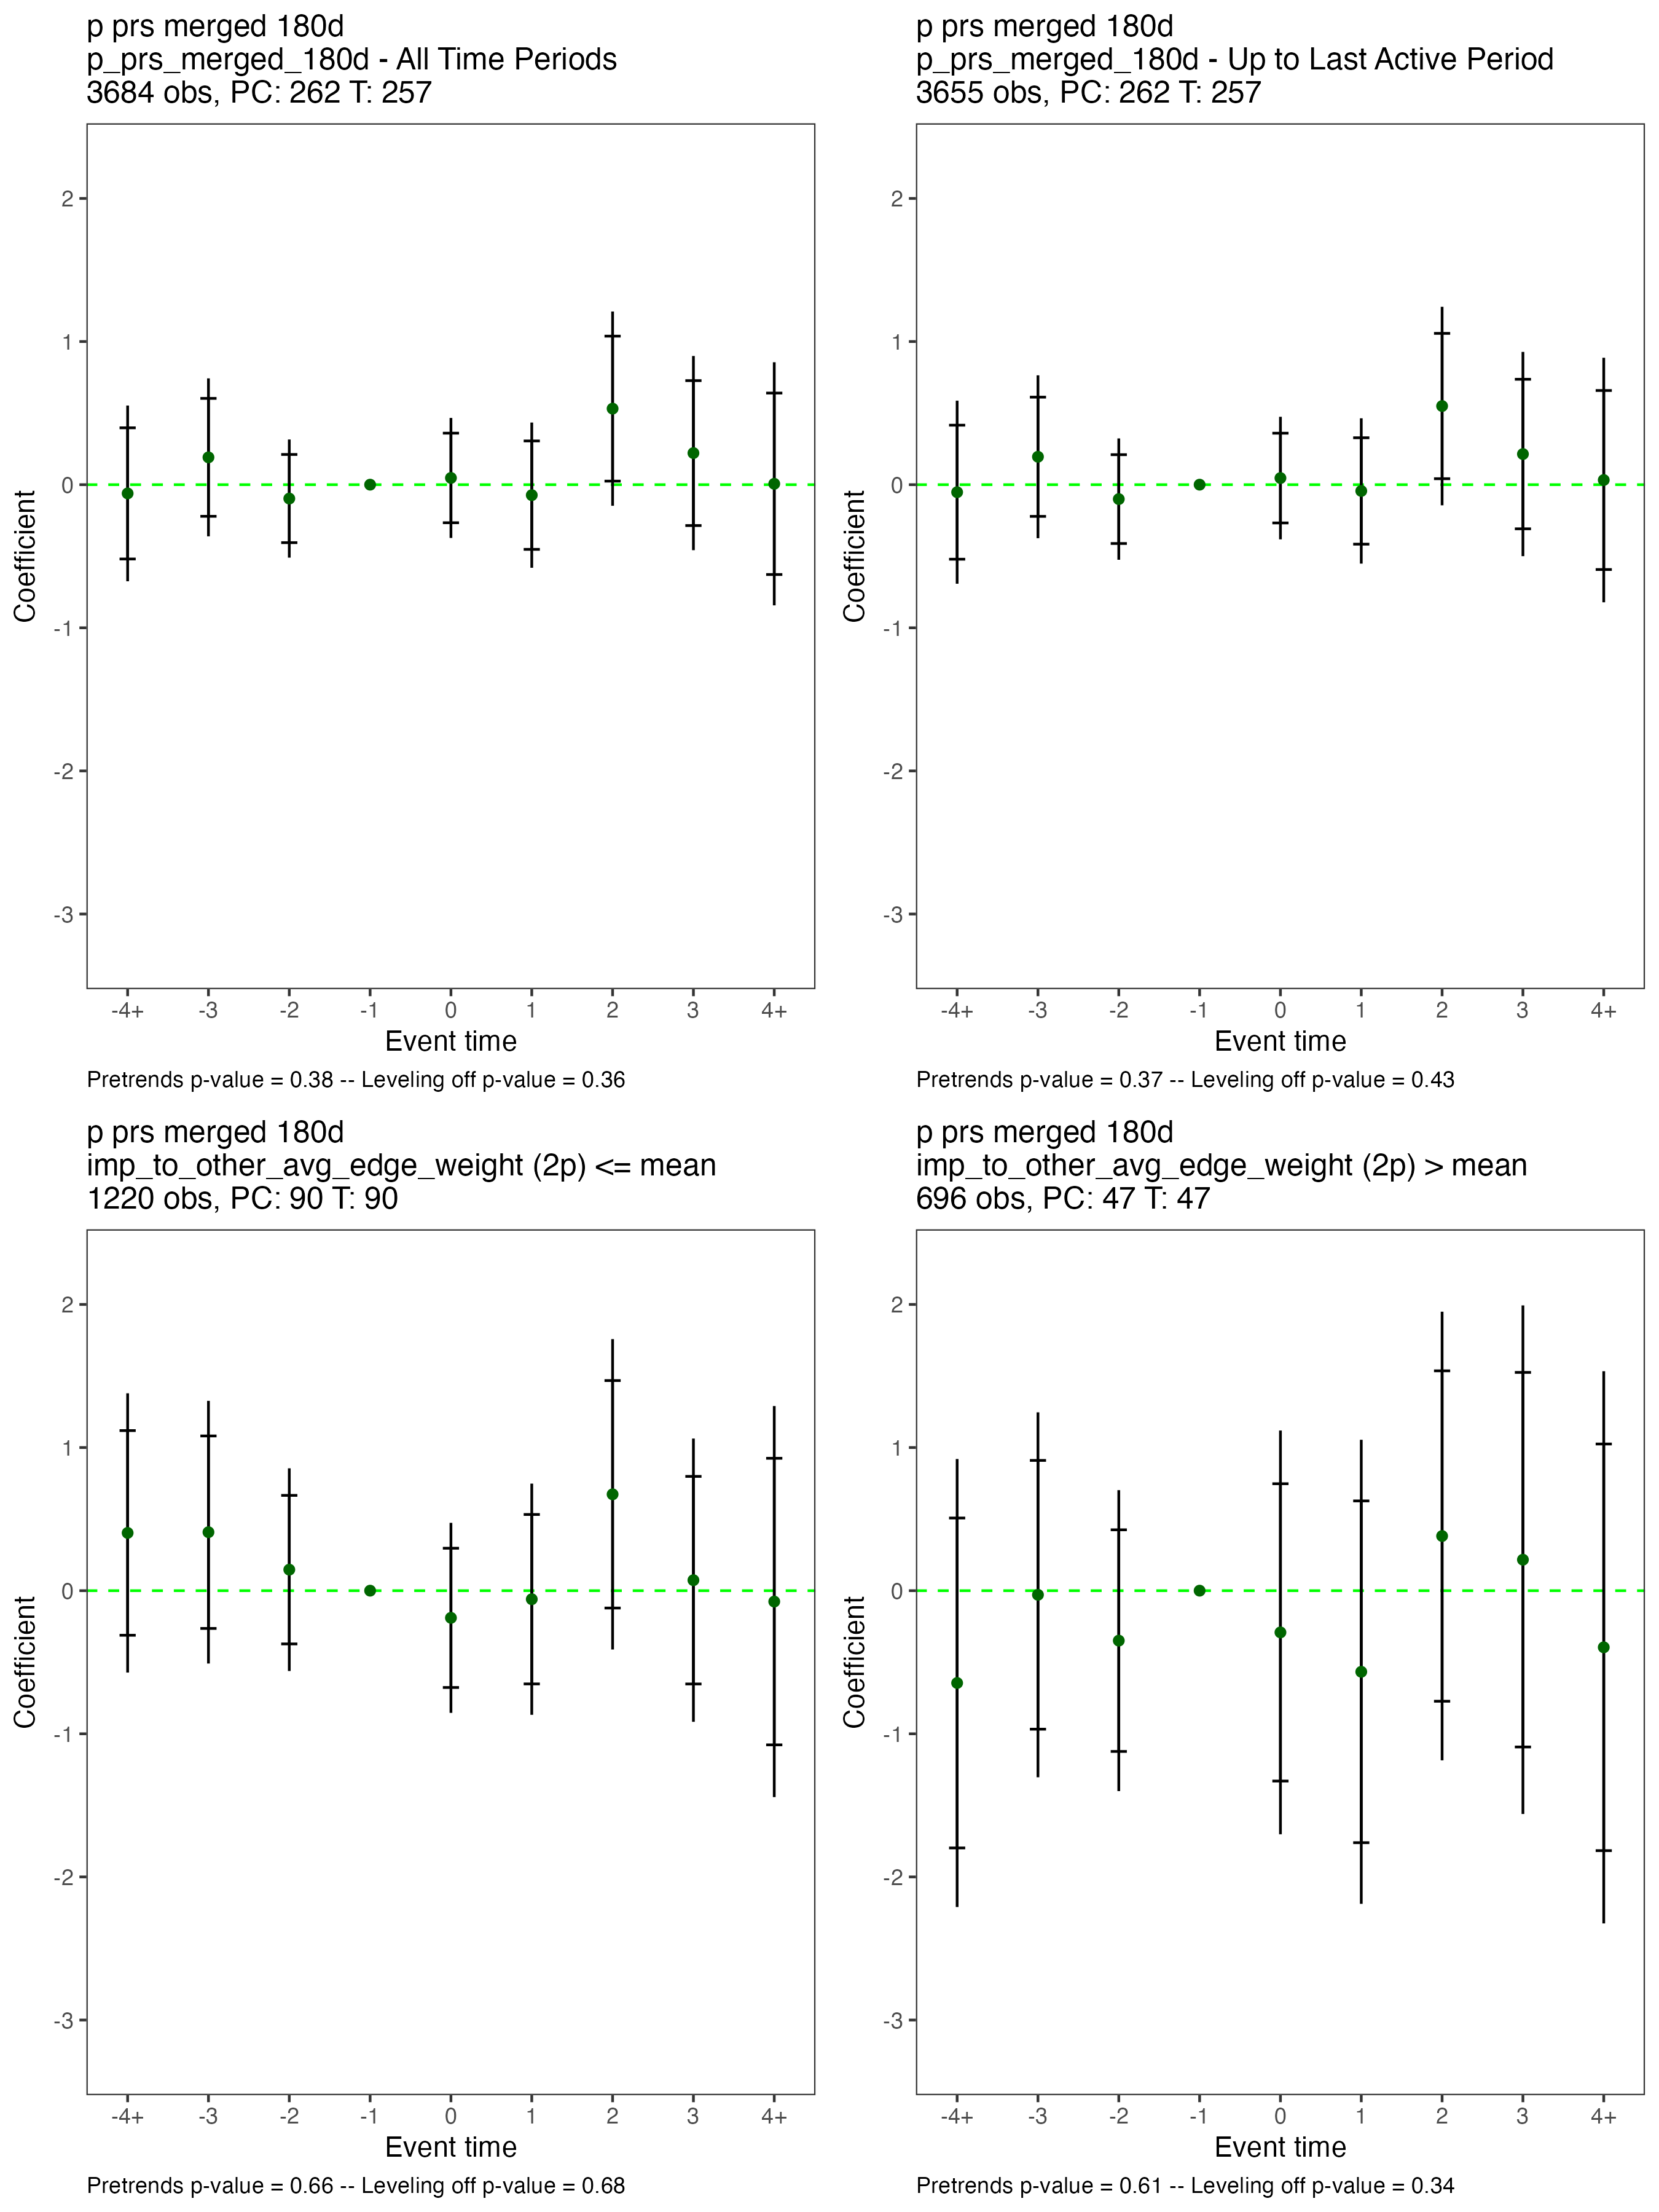 p prs merged 180d
p_prs_merged_180d - All Time Periods
3684 obs, PC: 262 T: 257
2
1
0
-1
-2
-3
Coefficient
-4+ -3 -2 -1 0 1 2 3 4+
Event time
Pretrends p-value = 0.38 -- Leveling off p-value = 0.36
p prs merged 180d
p_prs_merged_180d - Up to Last Active Period
3655 obs, PC: 262 T: 257
2
1
0
-1
-2
-3
Coefficient
-4+ -3 -2 -1 0 1 2 3 4+
Event time
Pretrends p-value = 0.37 -- Leveling off p-value = 0.43
p prs merged 180d
imp_to_other_avg_edge_weight (2p) <= mean
1220 obs, PC: 90 T: 90
2
1
0
-1
-2
-3
Coefficient
-4+ -3 -2 -1 0 1 2 3 4+
Event time
Pretrends p-value = 0.66 -- Leveling off p-value = 0.68
p prs merged 180d
imp_to_other_avg_edge_weight (2p) > mean
696 obs, PC: 47 T: 47
2
1
0
-1
-2
-3
Coefficient
-4+ -3 -2 -1 0 1 2 3 4+
Event time
Pretrends p-value = 0.61 -- Leveling off p-value = 0.34